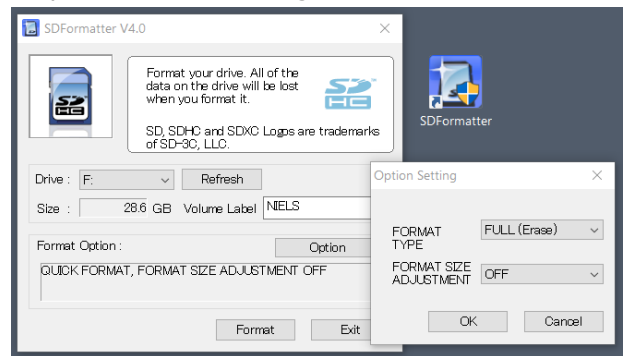 SDFormatter V4.0
Format your drive. All of the
data on the drive will be lost
when you format it.
SD, SDHC and SDXC Logos are trademarks
of SD-3C, LLC.
SD
HC
SD
HC
SDFormatter
Drive : F: Refresh
Size : 28.6 GB Volume Label NIELS
Format Option : Option
QUICK FORMAT, FORMAT SIZE ADJUSTMENT OFF
Format Exit
Option Setting
FORMAT
TYPE
FULL (Erase)
FORMAT SIZE
ADJUSTMENT
OFF
OK Cancel